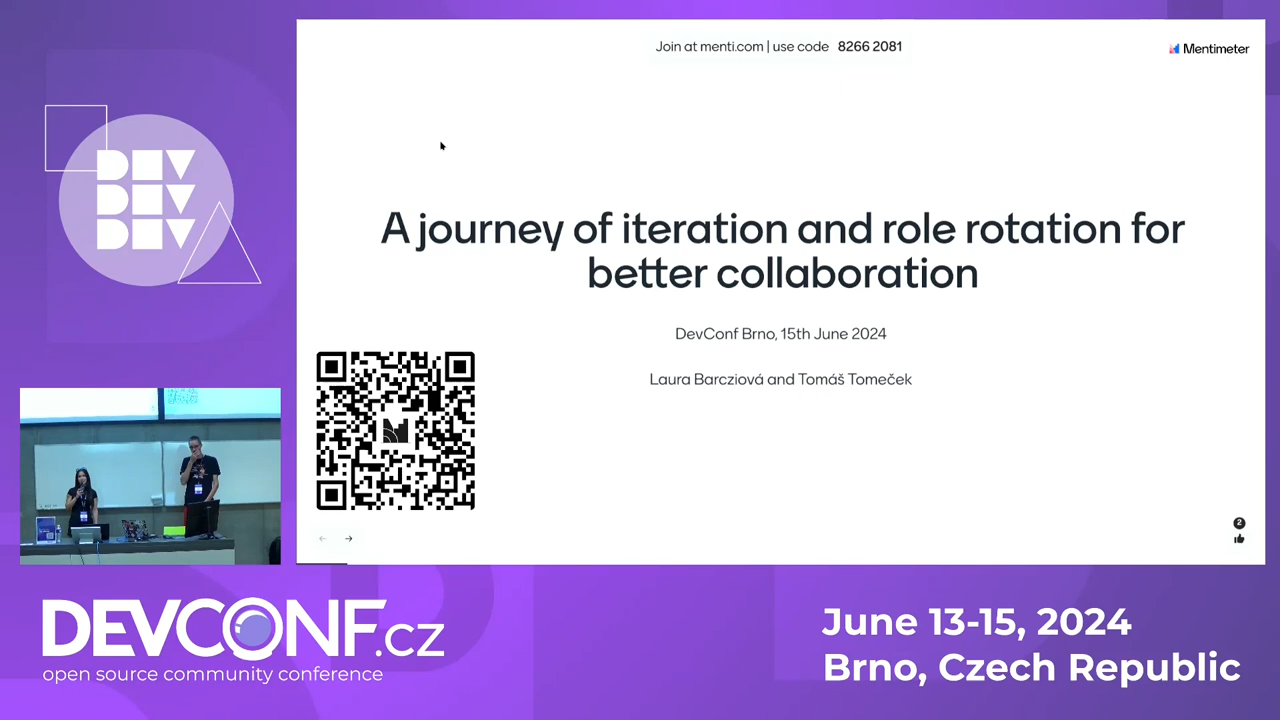 Join at menti.com | use code 8266 2081
Mentimeter
DEV
DEV
DEV
A journey of iteration and role rotation for
better collaboration
DevConf Brno, 15th June 2024
Laura Barcziová and Tomáš Tomeček
2
DEVCONF.cz
open source community conference
June 13-15, 2024
Brno, Czech Republic